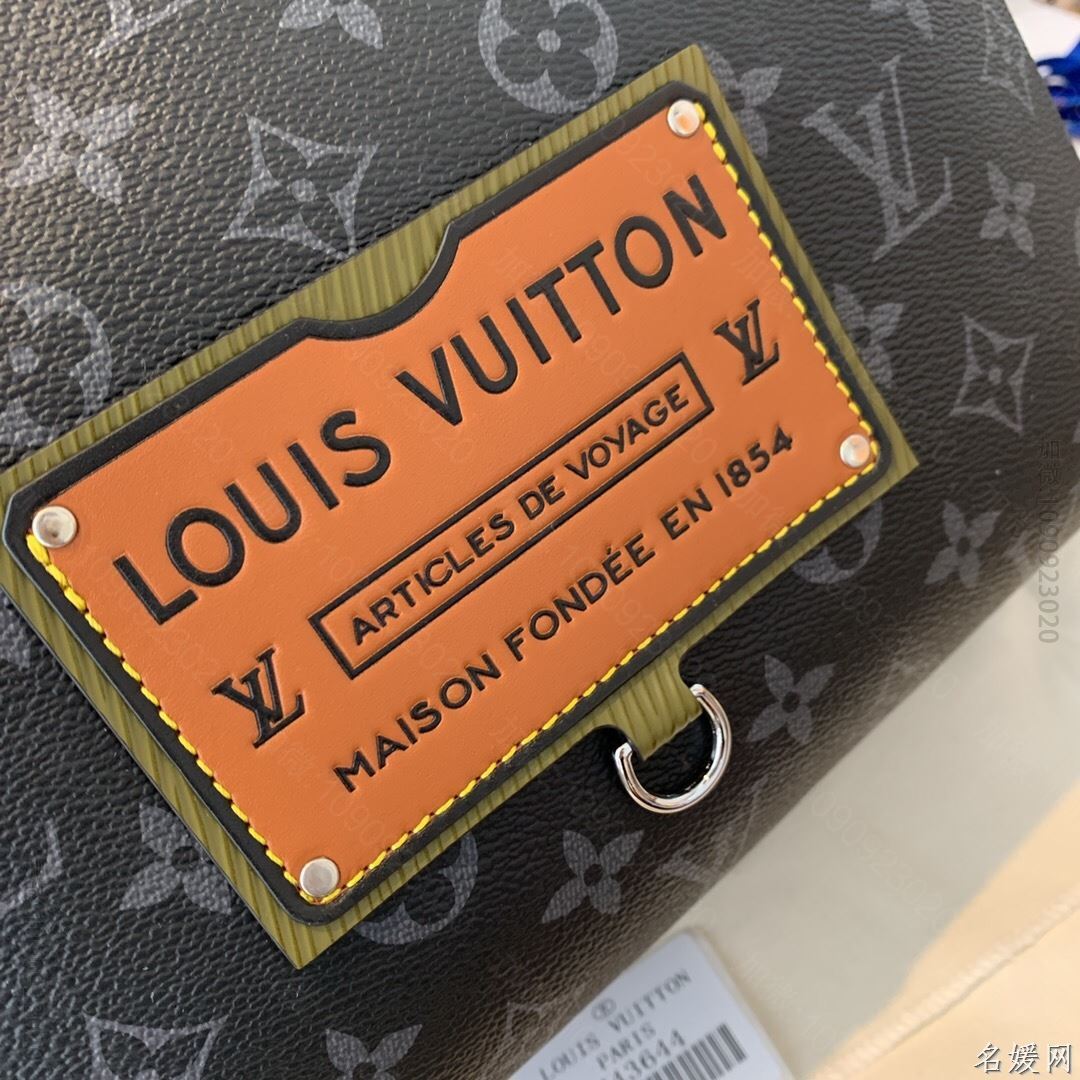 LOUIS VUITTON
LV
ARTICLES DE VOYAGE
LV
MAISON FONDÉE EN 1854
LOUIS VUITTON
PARIS
名媛网